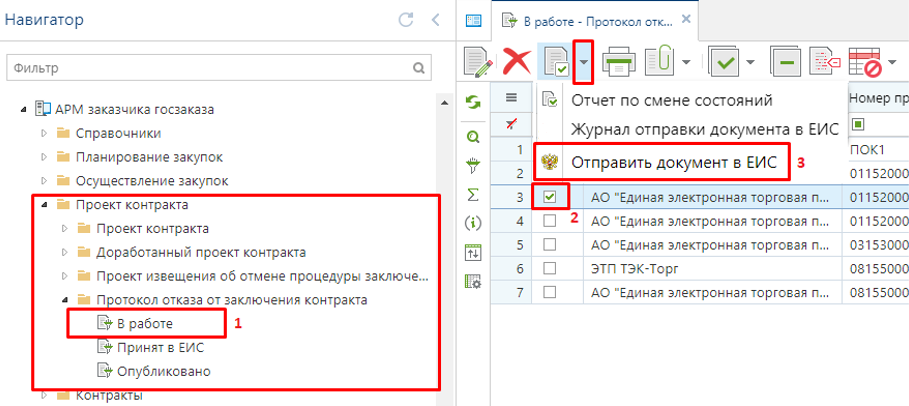 Навигатор
Фильтр
АРМ заказчика госзаказа
Справочники
Планирование закупок
Осуществление закупок
Проект контракта
Проект контракта
Доработанный проект контракта
Проект извещения об отмене процедуры заключе...
Протокол отказа от заключения контракта
В работе 1
Принят в ЕИС
Опубликовано
Контракты
В работе - Протокол отк...
Отчет по смене состояний
Журнал отправки документа в ЕИС
Отправить документ в ЕИС 3
Номер пр
1 ПОК1
2 01152000
3 АО "Единая электронная торговая п... 01152000
2
4 АО "Единая электронная торговая п... 01152000
5 АО "Единая электронная торговая п... 03153000
6 ЭТП ТЭК-Торг 08155000
7 АО "Единая электронная торговая п... 08155000